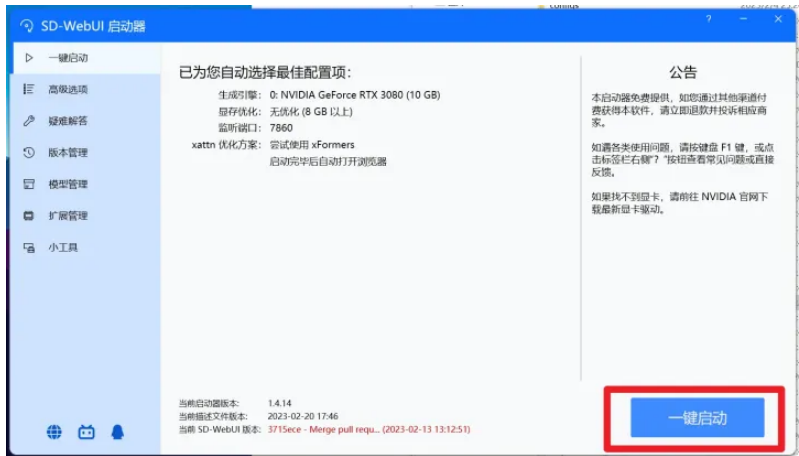 SD-WebUI 启动器
?
一键启动
高级选项
疑难解答
版本管理
模型管理
扩展管理
小工具
已为您自动选择最佳配置项：
生成引擎： 0: NVIDIA GeForce RTX 3080 (10 GB)
显存优化： 无优化 (8 GB 以上)
监听端口： 7860
xattn 优化方案： 尝试使用 xFormers
启动完毕后自动打开浏览器
公告
本启动器免费提供，如您通过其他渠道付
费获得本软件，请立即退款并投诉相应商
家。
如遇各类使用问题，请按键盘 F1 键，或点
击标签栏右侧“？”按钮查看常见问题或直接
反馈。
如果找不到显卡，请前往 NVIDIA 官网下
载最新显卡驱动。
当前启动器版本： 1.4.14
当前描述文件版本： 2023-02-20 17:46
当前 SD-WebUI 版本： 3715ece - Merge pull requ... (2023-02-13 13:12:51)
一键启动